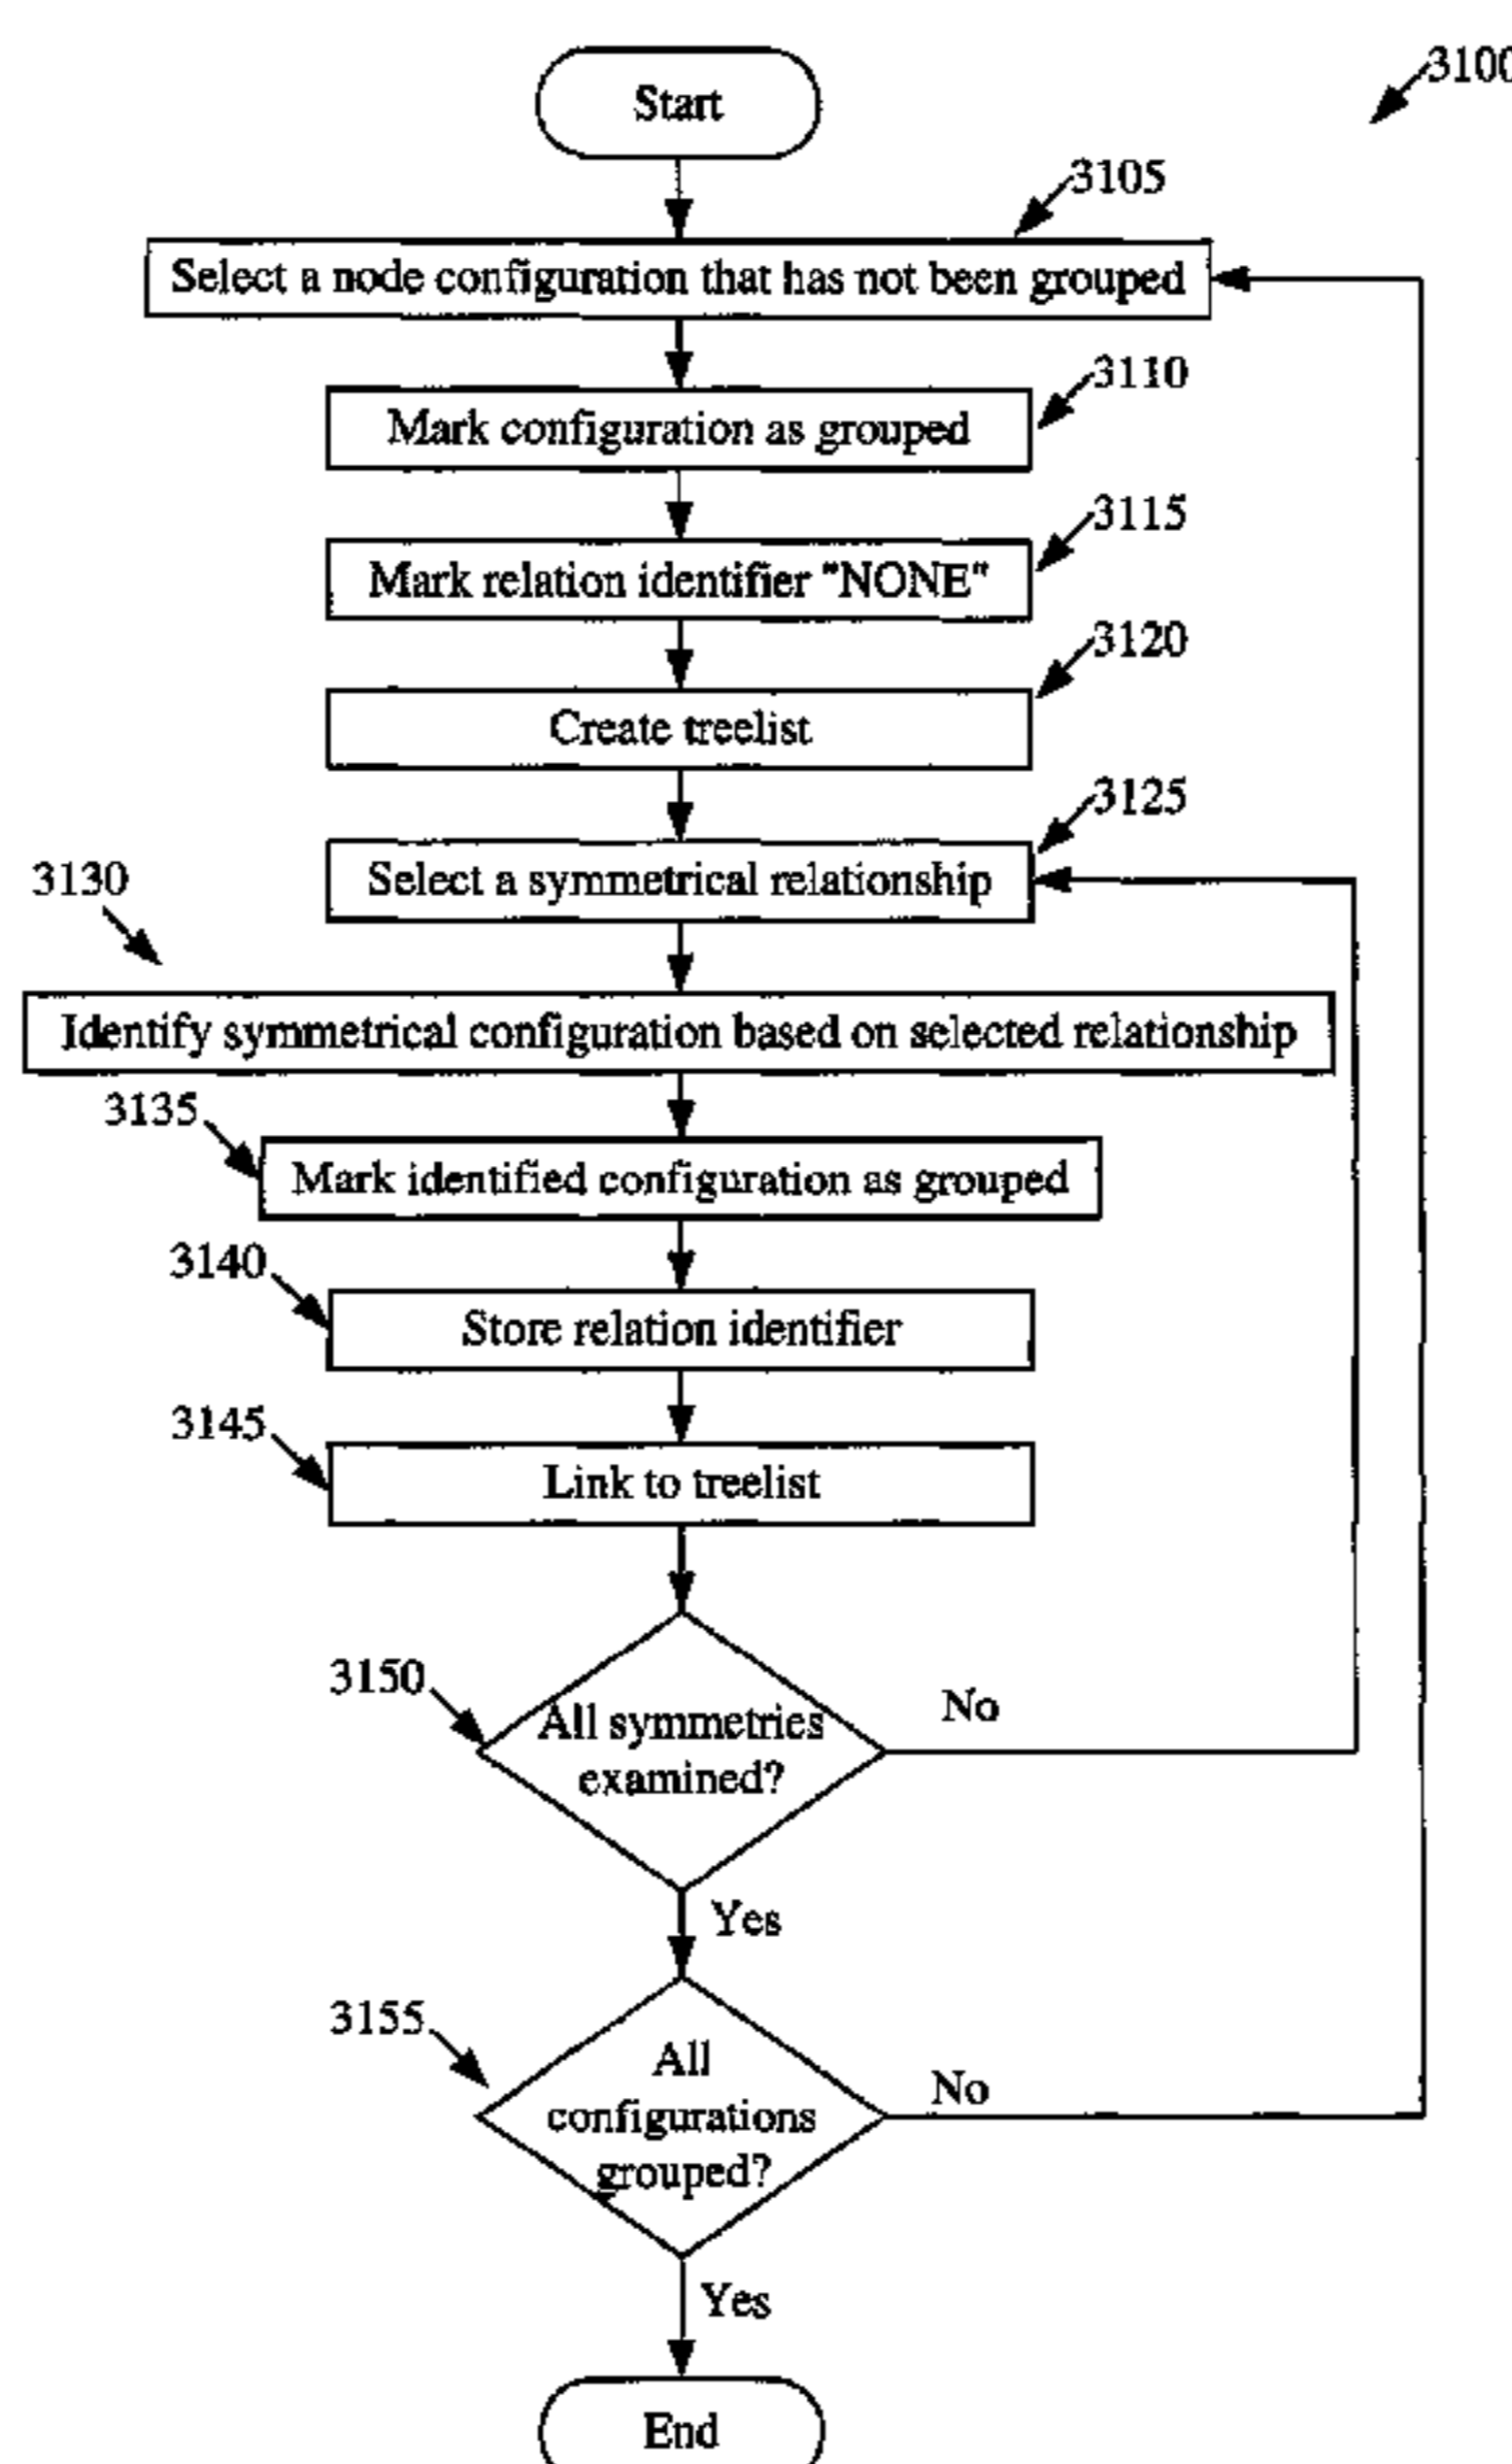 Start
3100
3105
Select a node configuration that has not been grouped
3110
Mark configuration as grouped
3115
Mark relation identifier "NONE"
3120
Create treelist
3125
Select a symmetrical relationship
3130
Identify symmetrical configuration based on selected relationship
3135
Mark identified configuration as grouped
3140
Store relation identifier
3145
Link to treelist
3150
All symmetries
examined?
No
Yes
3155
All
configurations
grouped?
No
Yes
End